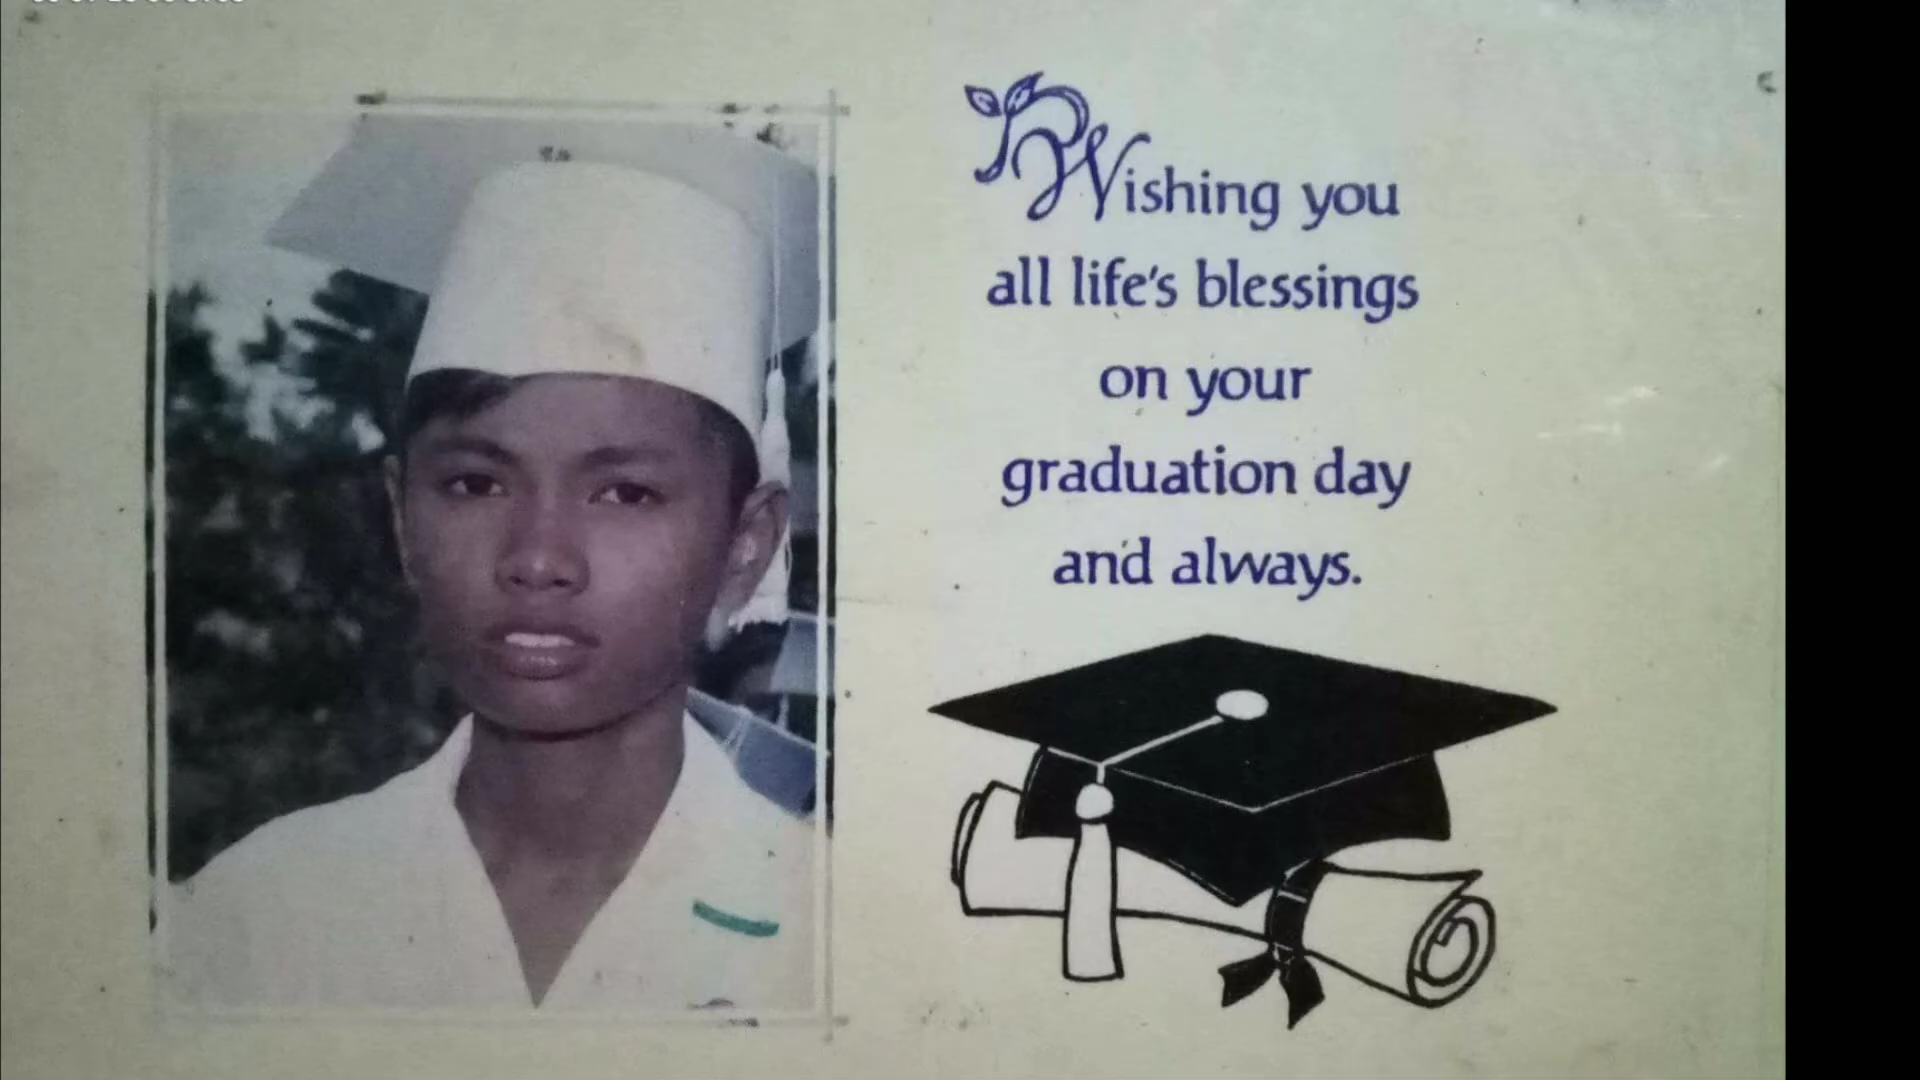 Wishing you
all life's blessings
on your
graduation day
and always.